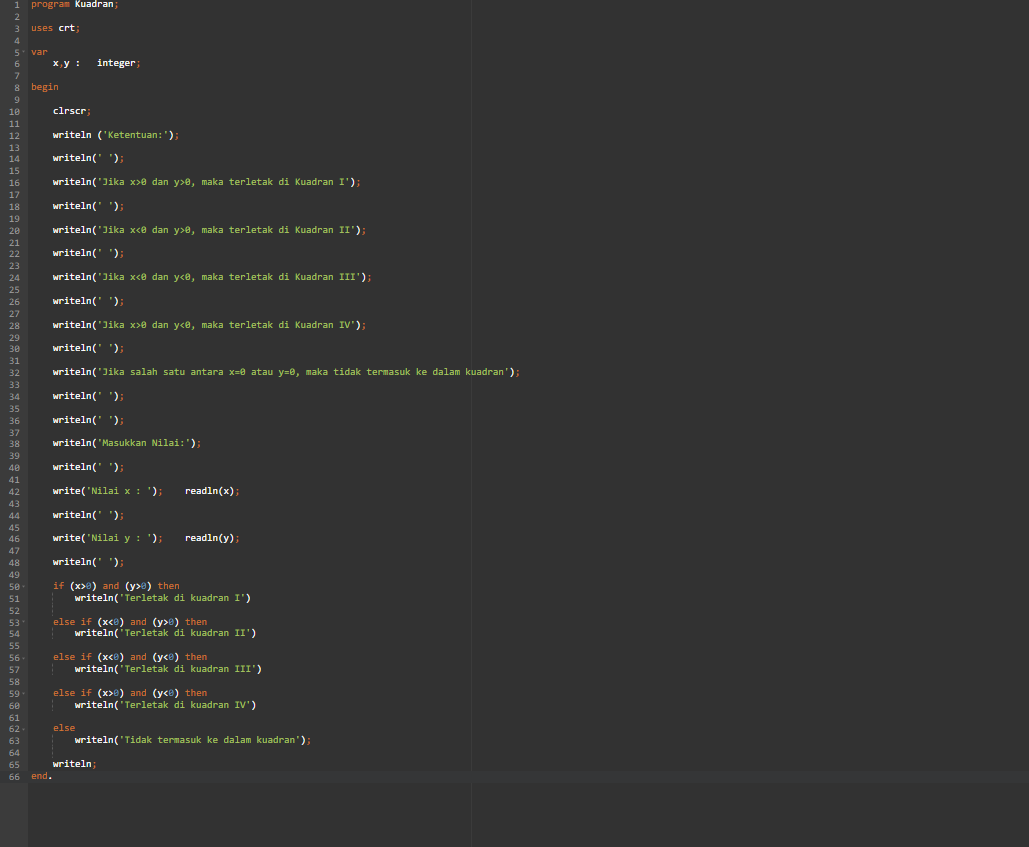 1 program Kuadran;
2
3 uses crt;
4
5 var
6 x,y : integer;
7
8 begin
9
10 clrscr;
11
12 writeln ('Ketentuan:');
13
14 writeln(' ');
15
16 writeln('Jika x>0 dan y>0, maka terletak di Kuadran I');
17
18 writeln(' ');
19
20 writeln('Jika x<0 dan y>0, maka terletak di Kuadran II');
21
22 writeln(' ');
23
24 writeln('Jika x<0 dan y<0, maka terletak di Kuadran III');
25
26 writeln(' ');
27
28 writeln('Jika x>0 dan y<0, maka terletak di Kuadran IV');
29
30 writeln(' ');
31
32 writeln('Jika salah satu antara x=0 atau y=0, maka tidak termasuk ke dalam kuadran');
33
34 writeln(' ');
35
36 writeln(' ');
37
38 writeln('Masukkan Nilai:');
39
40 writeln(' ');
41
42 write('Nilai x : '); readln(x);
43
44 writeln(' ');
45
46 write('Nilai y : '); readln(y);
47
48 writeln(' ');
49
50 if (x>0) and (y>0) then
51 writeln('Terletak di kuadran I')
52
53 else if (x<0) and (y>0) then
54 writeln('Terletak di kuadran II')
55
56 else if (x<0) and (y<0) then
57 writeln('Terletak di kuadran III')
58
59 else if (x>0) and (y<0) then
60 writeln('Terletak di kuadran IV')
61
62 else
63 writeln('Tidak termasuk ke dalam kuadran');
64
65 writeln;
66 end.